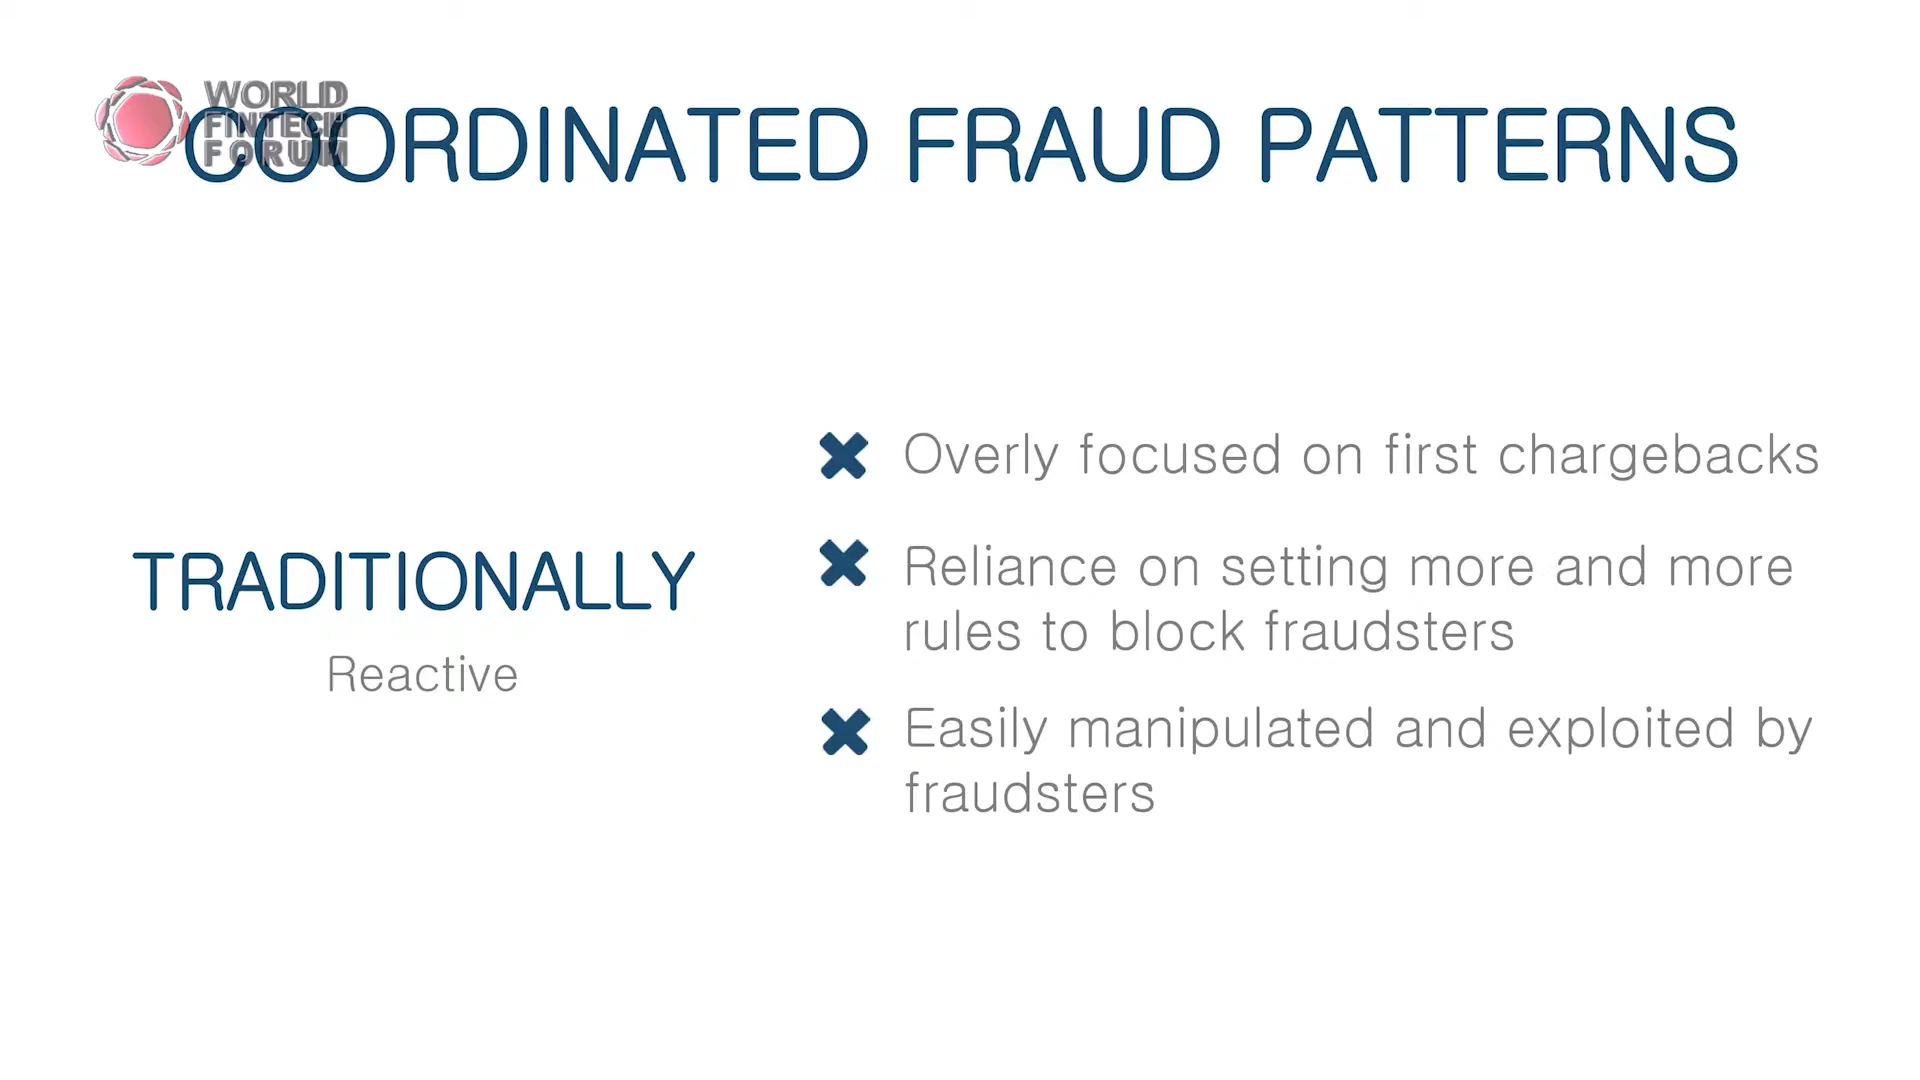 WORLD
FINTECH
FORUM
COORDINATED FRAUD PATTERNS
TRADITIONALLY
Reactive
Overly focused on first chargebacks
Reliance on setting more and more
rules to block fraudsters
Easily manipulated and exploited by
fraudsters